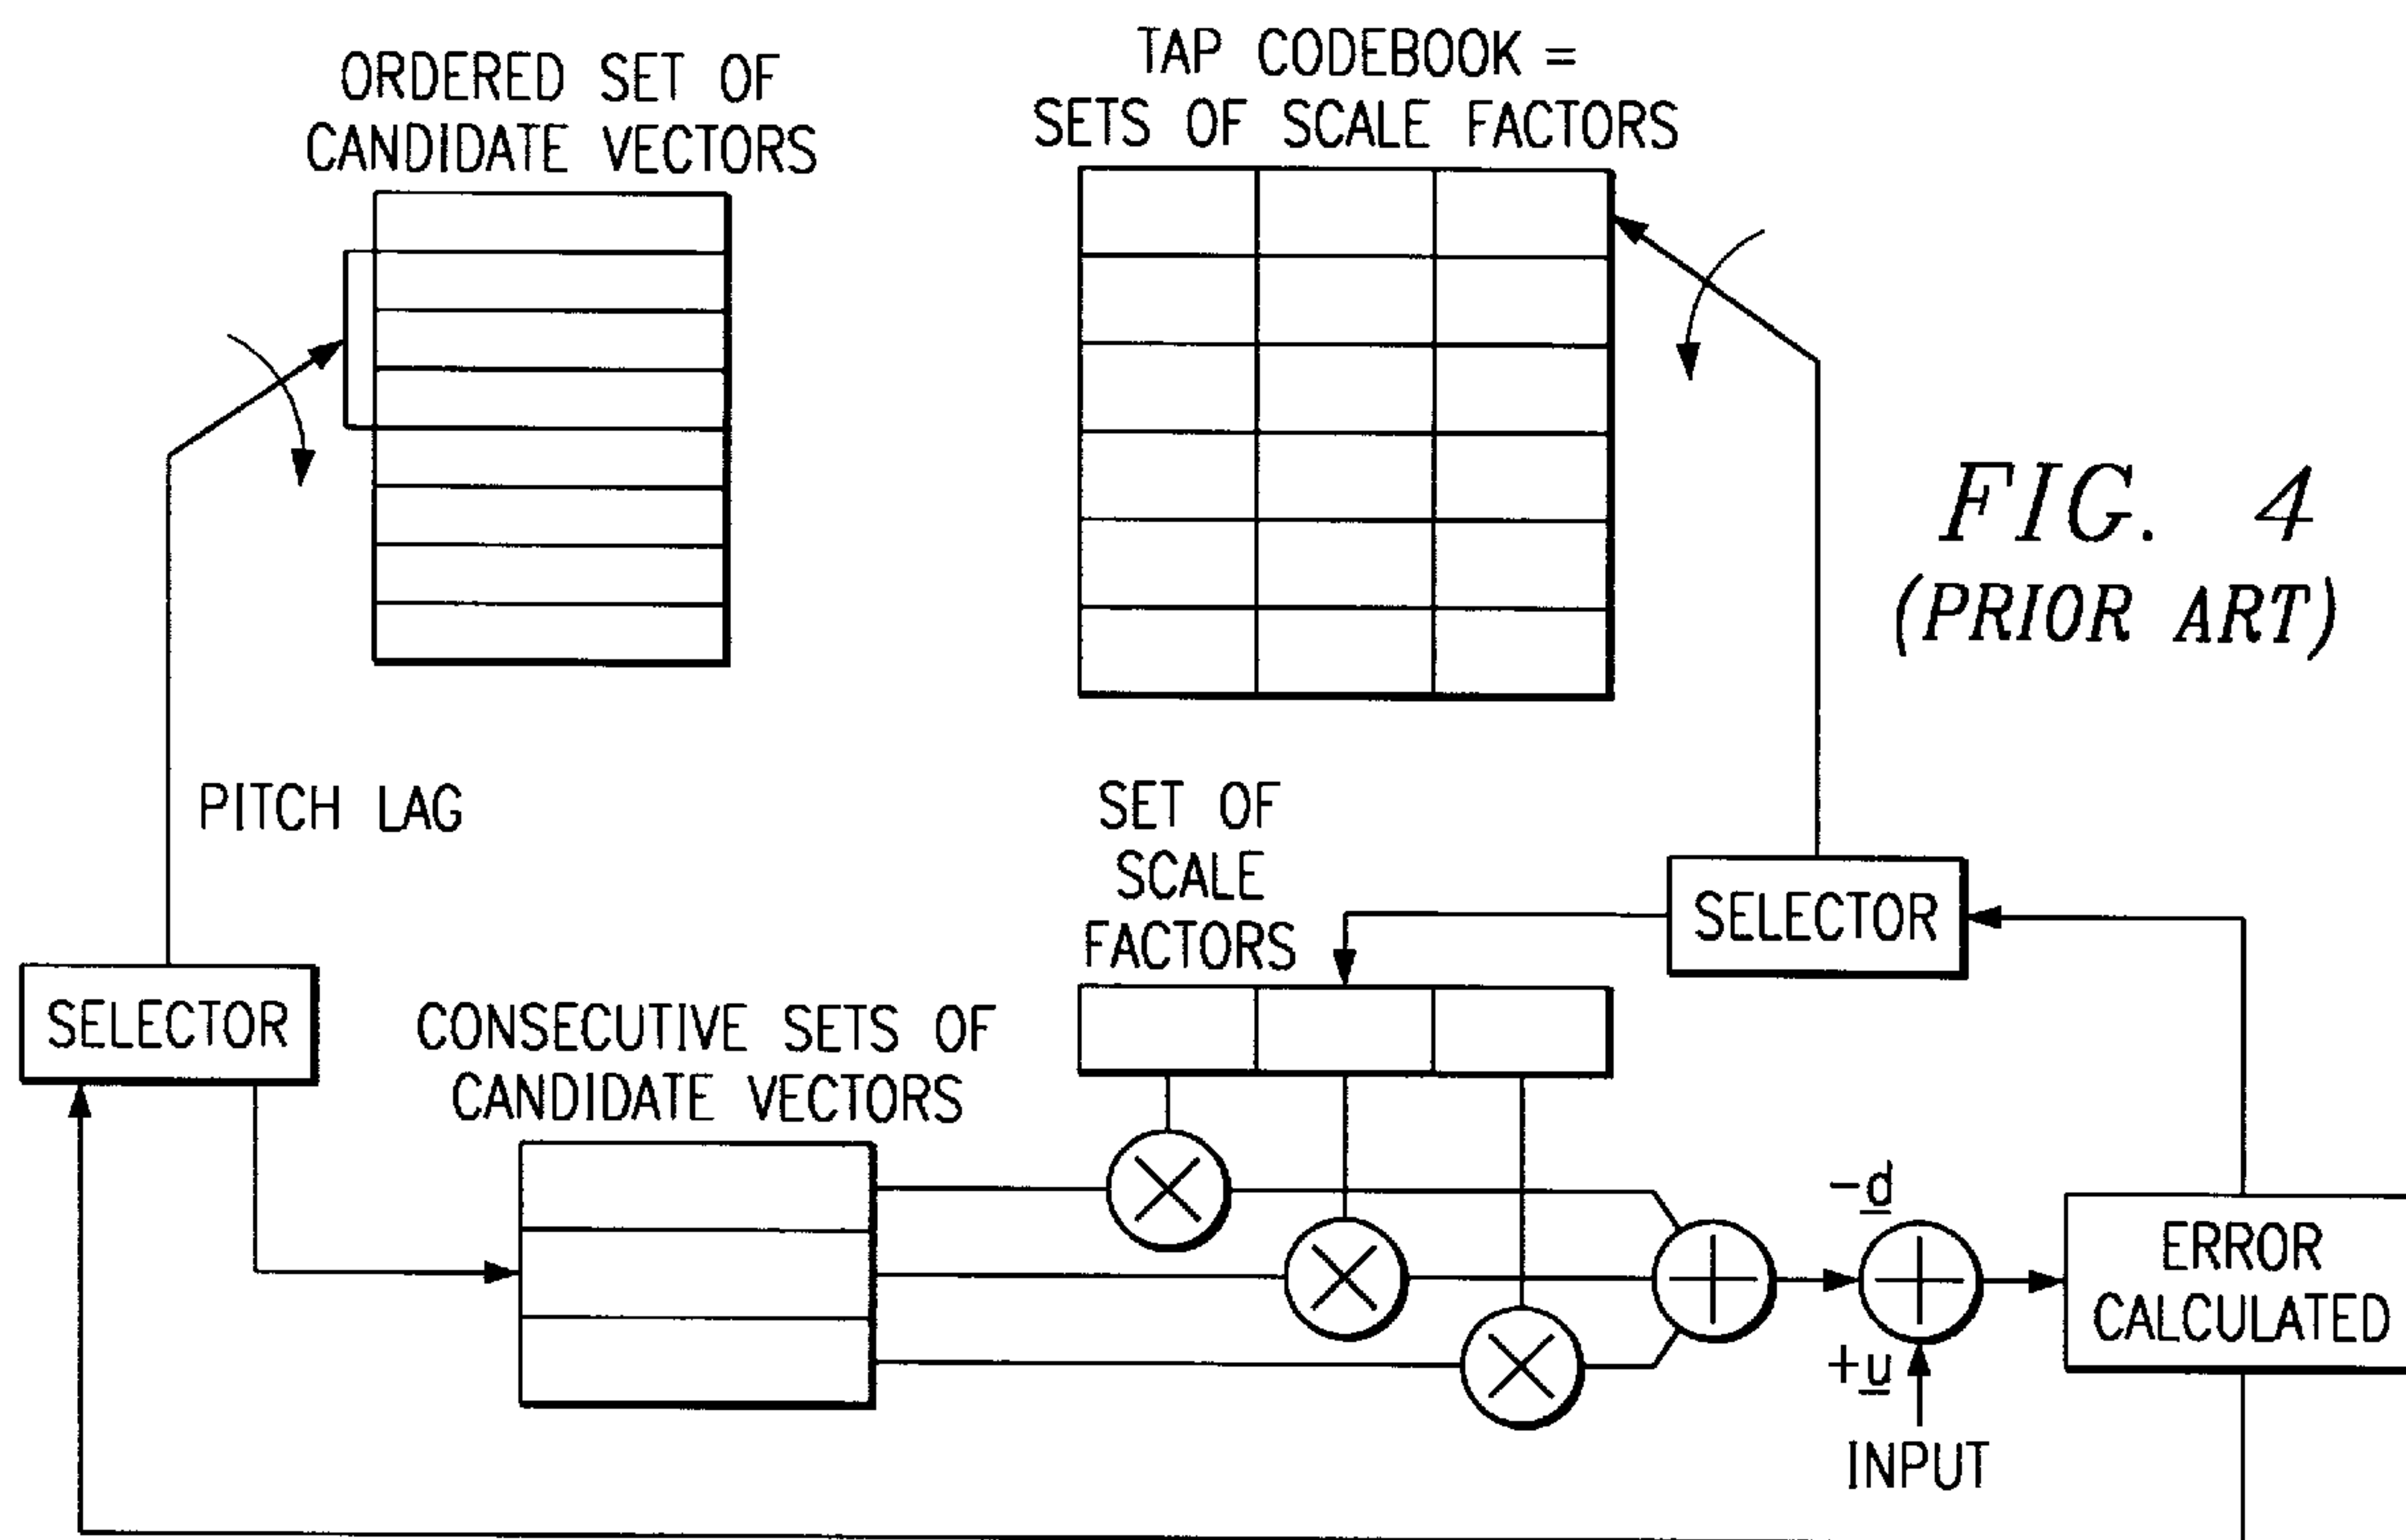 ORDERED SET OF
CANDIDATE VECTORS
TAP CODEBOOK =
SETS OF SCALE FACTORS
FIG. 4
(PRIOR ART)
PITCH LAG
SET OF
SCALE
FACTORS
SELECTOR
SELECTOR
CONSECUTIVE SETS OF
CANDIDATE VECTORS
-d
+u
INPUT
ERROR
CALCULATED